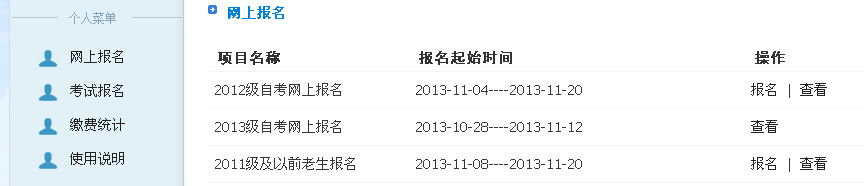 个人菜单
网上报名
考试报名
缴费统计
使用说明
网上报名
项目名称 报名起始时间 操作
2012级自考网上报名 2013-11-04----2013-11-20 报名 | 查看
2013级自考网上报名 2013-10-28----2013-11-12 查看
2011级及以前老生报名 2013-11-08----2013-11-20 报名 | 查看